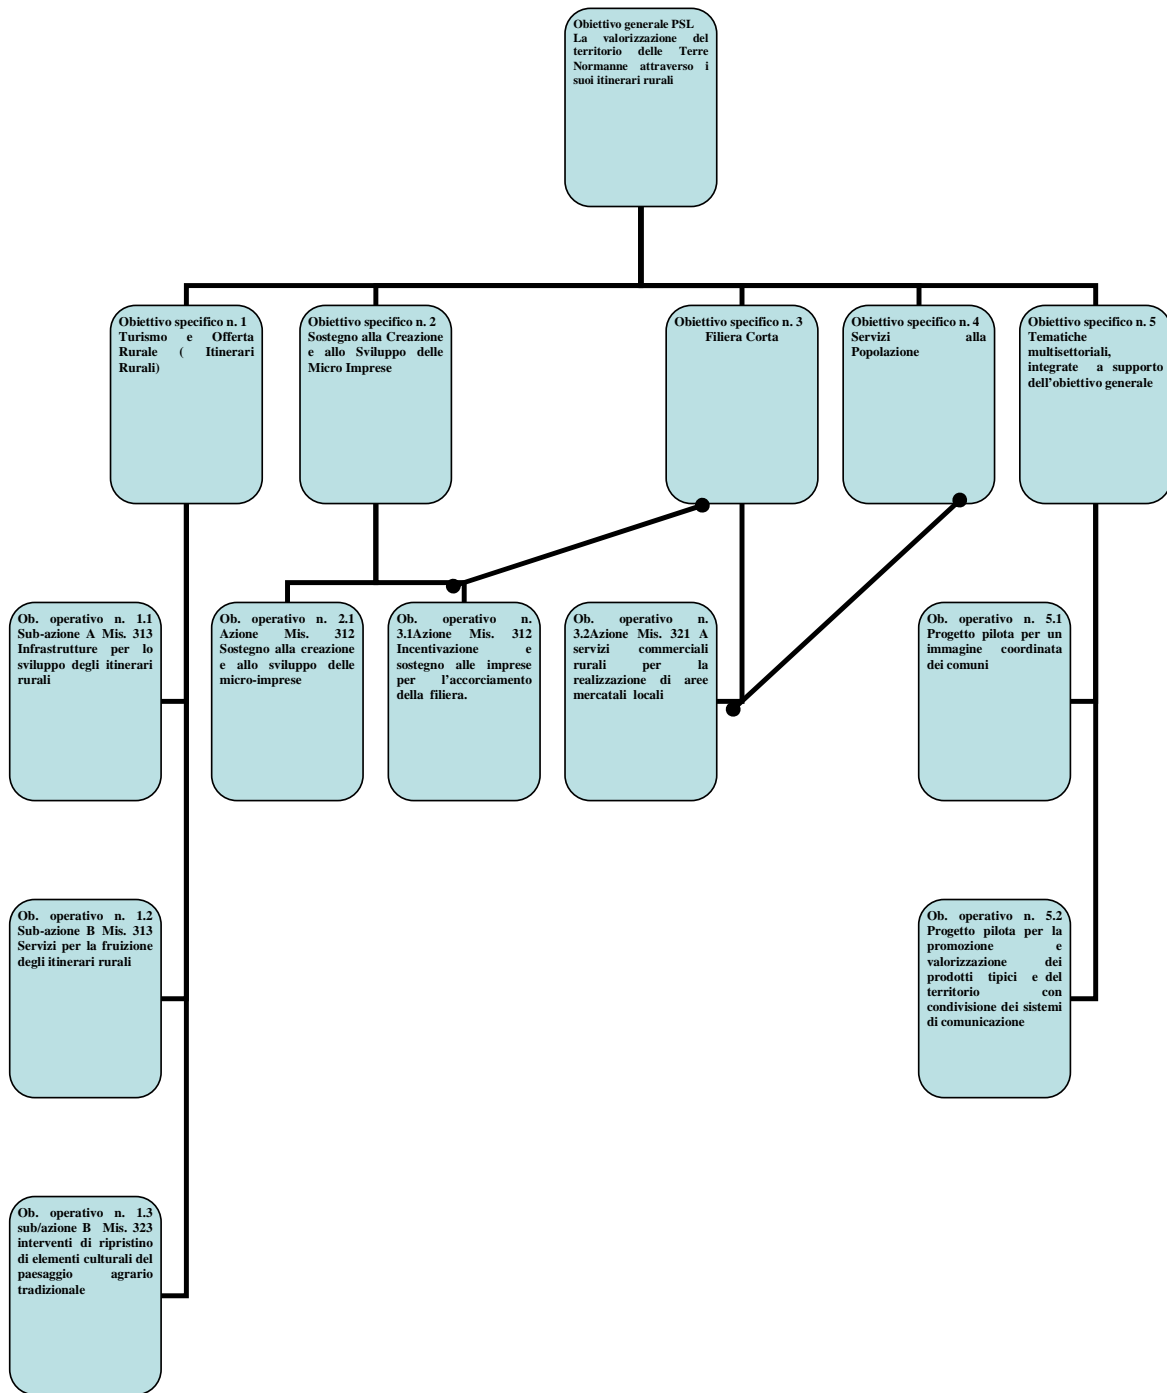 Obiettivo generale PSL
La valorizzazione del
territorio delle Terre
Normanne attraverso i
suoi itinerari rurali
Obiettivo specifico n. 1
Turismo e Offerta
Rurale ( Itinerari
Rurali)
Obiettivo specifico n. 2
Sostegno alla Creazione
e allo Sviluppo delle
Micro Imprese
Obiettivo specifico n. 3
Filiera Corta
Obiettivo specifico n. 4
Servizi alla
Popolazione
Obiettivo specifico n. 5
Tematiche
multisettoriali,
integrate a supporto
dell’obiettivo generale
Ob. operativo n. 1.1
Sub-azione A Mis. 313
Infrastrutture per lo
sviluppo degli itinerari
rurali
Ob. operativo n. 2.1
Azione Mis. 312
Sostegno alla creazione
e allo sviluppo delle
micro-imprese
Ob. operativo n.
3.1Azione Mis. 312
Incentivazione e
sostegno alle imprese
per l’accorciamento
della filiera.
Ob. operativo n.
3.2Azione Mis. 321 A
servizi commerciali
rurali per la
realizzazione di aree
mercatali locali
Ob. operativo n. 5.1
Progetto pilota per un
immagine coordinata
dei comuni
Ob. operativo n. 1.2
Sub-azione B Mis. 313
Servizi per la fruizione
degli itinerari rurali
Ob. operativo n. 5.2
Progetto pilota per la
promozione e
valorizzazione dei
prodotti tipici e del
territorio con
condivisione dei sistemi
di comunicazione
Ob. operativo n. 1.3
sub/azione B Mis. 323
interventi di ripristino
di elementi culturali del
paesaggio agrario
tradizionale